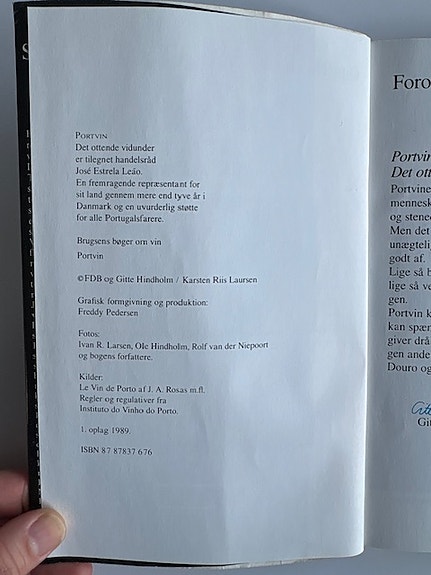 PORTVIN
Det ottende vidunder
er tilegnet handelsråd
José Estrela Leão.
En fremragende repræsentant for
sit land gennem mere end tyve år i
Danmark og en uvurderlig støtte
for alle Portugalsfarere.
Brugsens bøger om vin
Portvin
©FDB og Gitte Hindholm / Karsten Riis Laursen
Grafisk formgivning og produktion:
Freddy Pedersen
Fotos:
Ivan R. Larsen, Ole Hindholm, Rolf van der Niepoort
og bogens forfattere.
Kilder:
Le Vin de Porto af J. A. Rosas m.fl.
Regler og regulativer fra
Instituto do Vinho do Porto.
1. oplag 1989.
ISBN 87 87837 676
Foro
Portvin
Det ott
Portvine
mennesk
og stened
Men det
unægtelig
godt af.
Lige så b
lige så ve
gen.
Portvin k
kan spæn
giver drå
gen ande
Douro og
Git